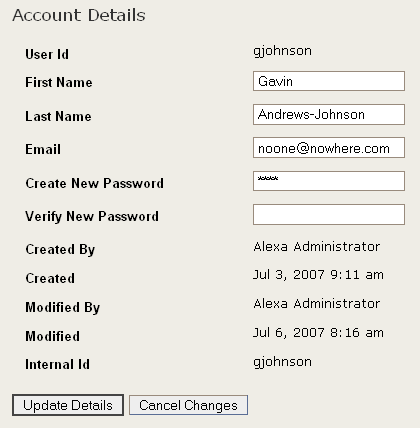 Account Details
User Id gjohnson
First Name Gavin
Last Name Andrews-Johnson
Email noone@nowhere.com
Create New Password *****
Verify New Password
Created By Alexa Administrator
Created Jul 3, 2007 9:11 am
Modified By Alexa Administrator
Modified Jul 6, 2007 8:16 am
Internal Id gjohnson
Update Details Cancel Changes